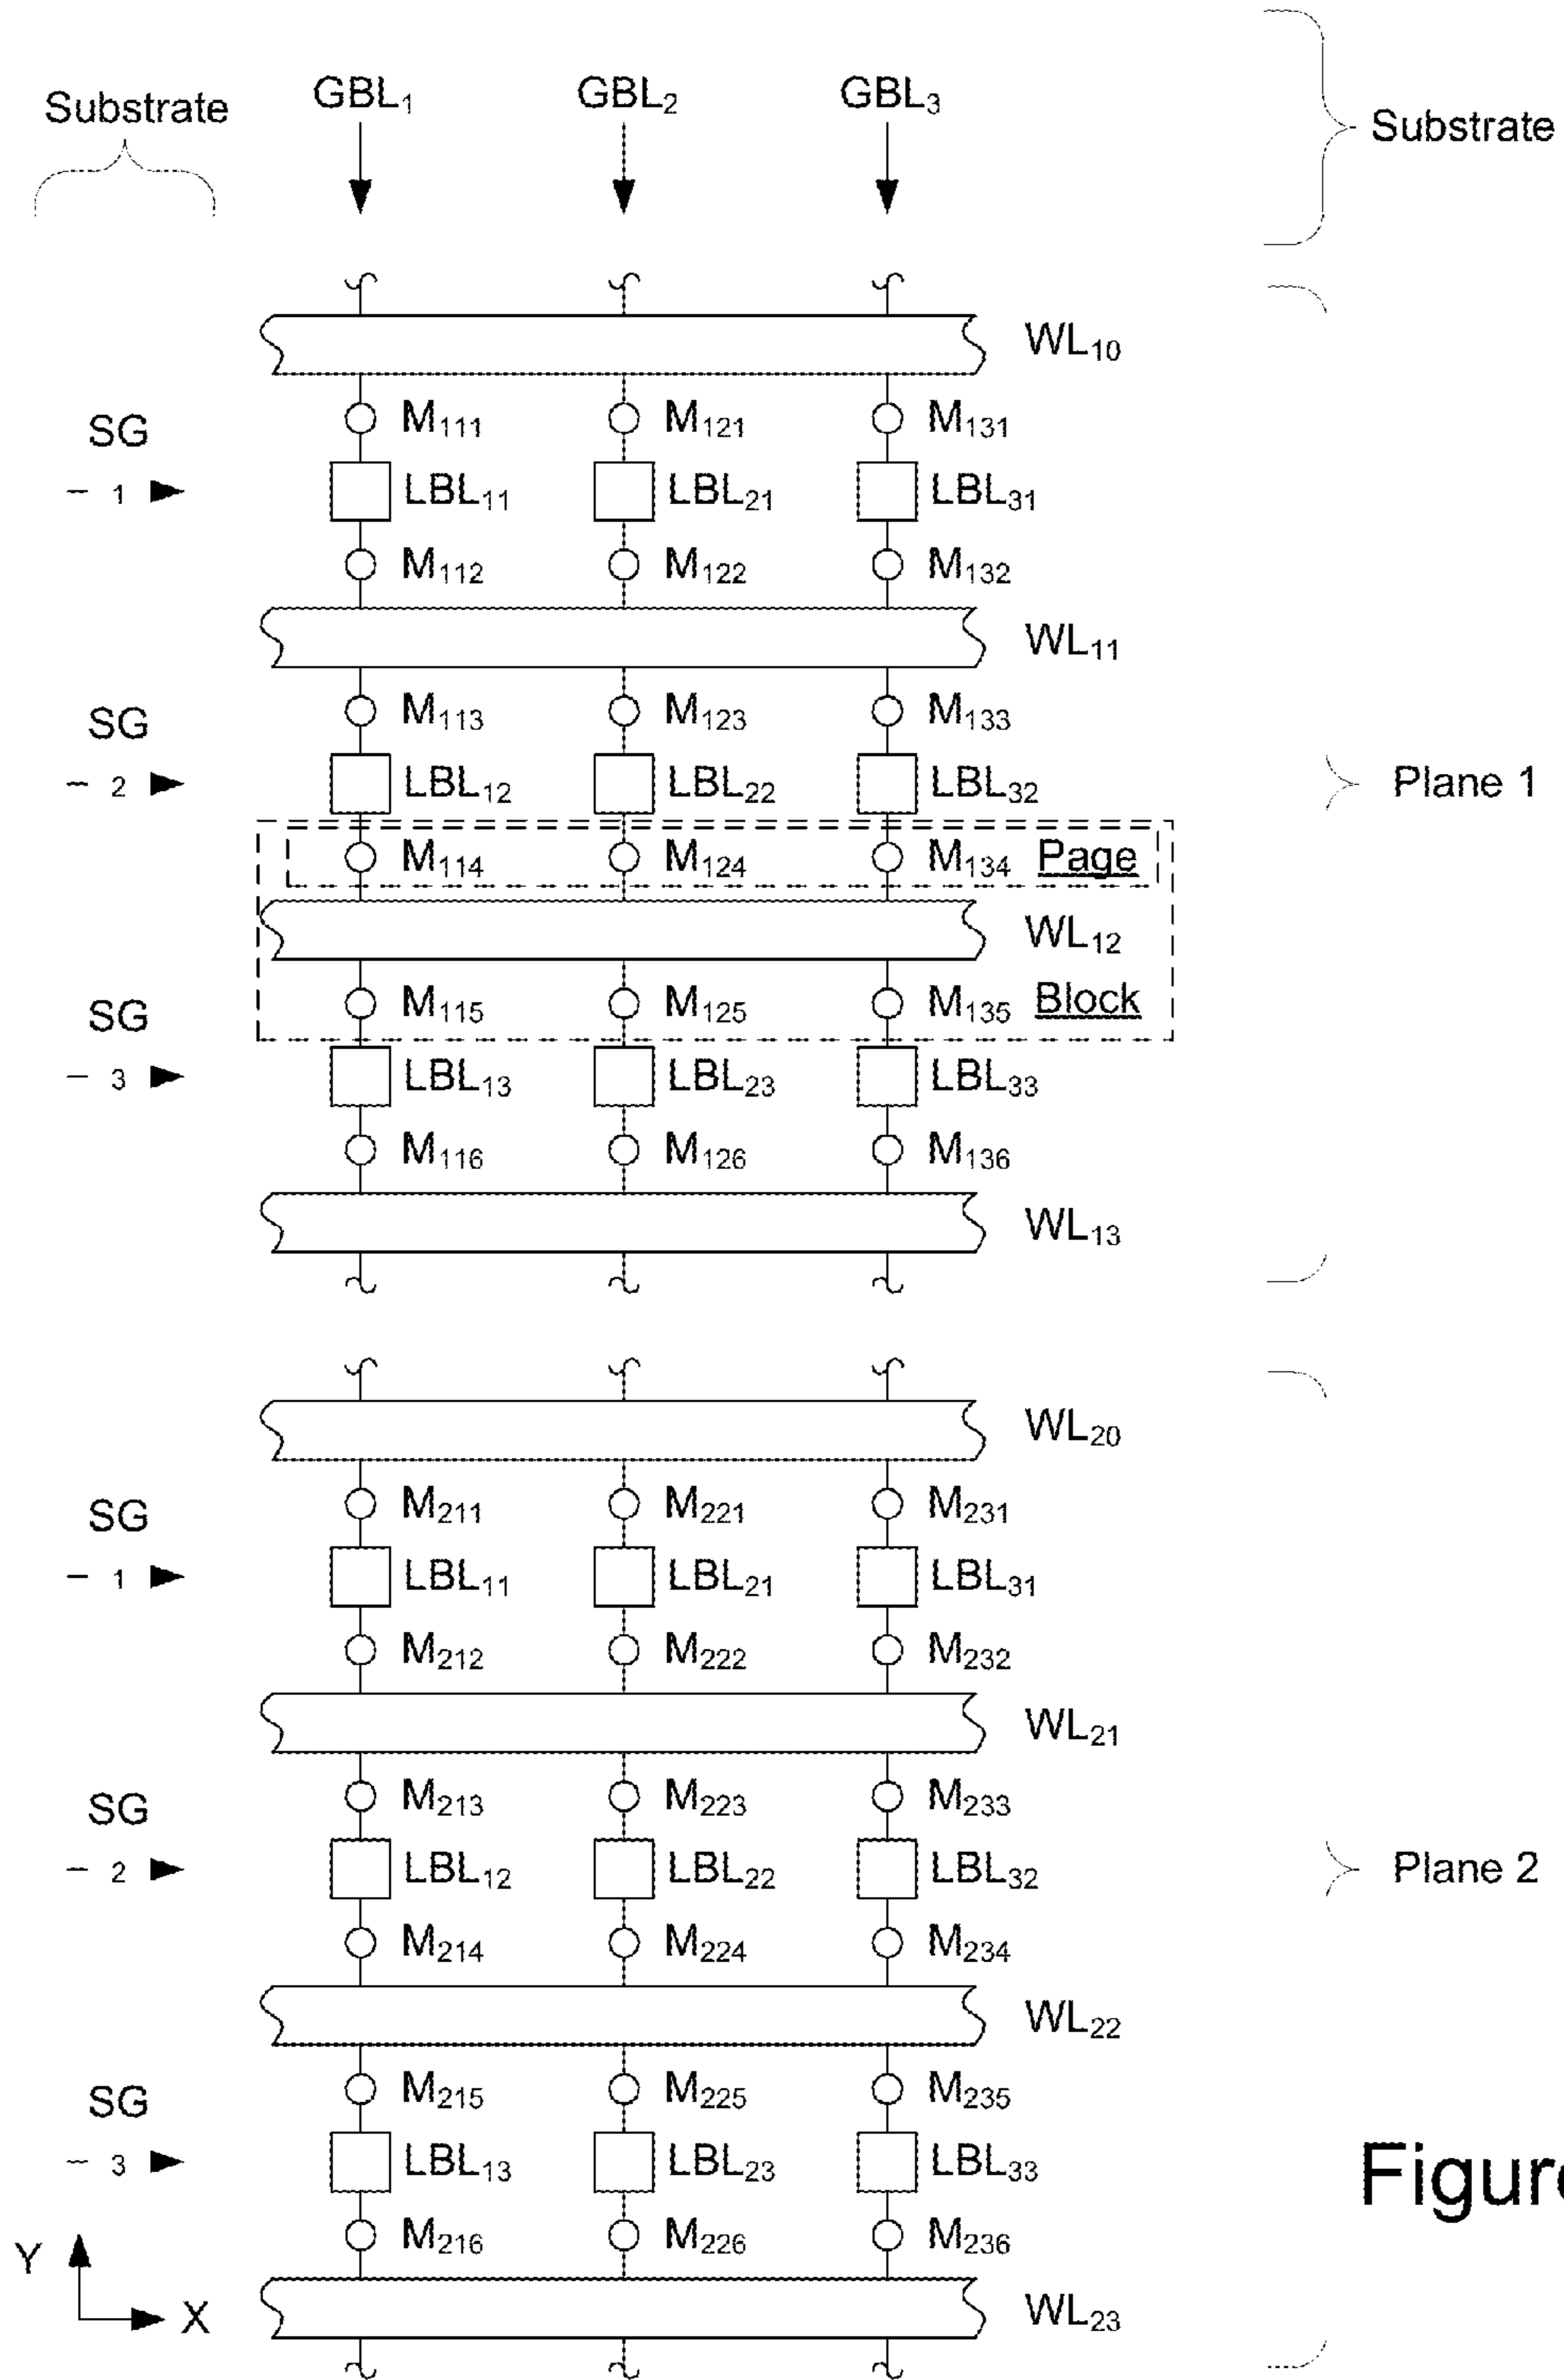 Substrate GBL₁ GBL₂ GBL₃ Substrate
WL₁₀
M₁₁₁ M₁₂₁ M₁₃₁
SG
1 LBL₁₁ LBL₂₁ LBL₃₁
M₁₁₂ M₁₂₂ M₁₃₂
WL₁₁
M₁₁₃ M₁₂₃ M₁₃₃
SG
2 LBL₁₂ LBL₂₂ LBL₃₂ Plane 1
M₁₁₄ M₁₂₄ M₁₃₄ Page
WL₁₂
M₁₁₅ M₁₂₅ M₁₃₅ Block
SG
3 LBL₁₃ LBL₂₃ LBL₃₃
M₁₁₆ M₁₂₆ M₁₃₆
WL₁₃
WL₂₀
M₂₁₁ M₂₂₁ M₂₃₁
SG
1 LBL₁₁ LBL₂₁ LBL₃₁
M₂₁₂ M₂₂₂ M₂₃₂
WL₂₁
M₂₁₃ M₂₂₃ M₂₃₃
SG
2 LBL₁₂ LBL₂₂ LBL₃₂ Plane 2
M₂₁₄ M₂₂₄ M₂₃₄
WL₂₂
M₂₁₅ M₂₂₅ M₂₃₅
SG
3 LBL₁₃ LBL₂₃ LBL₃₃ Figure
M₂₁₆ M₂₂₆ M₂₃₆
Y
X WL₂₃